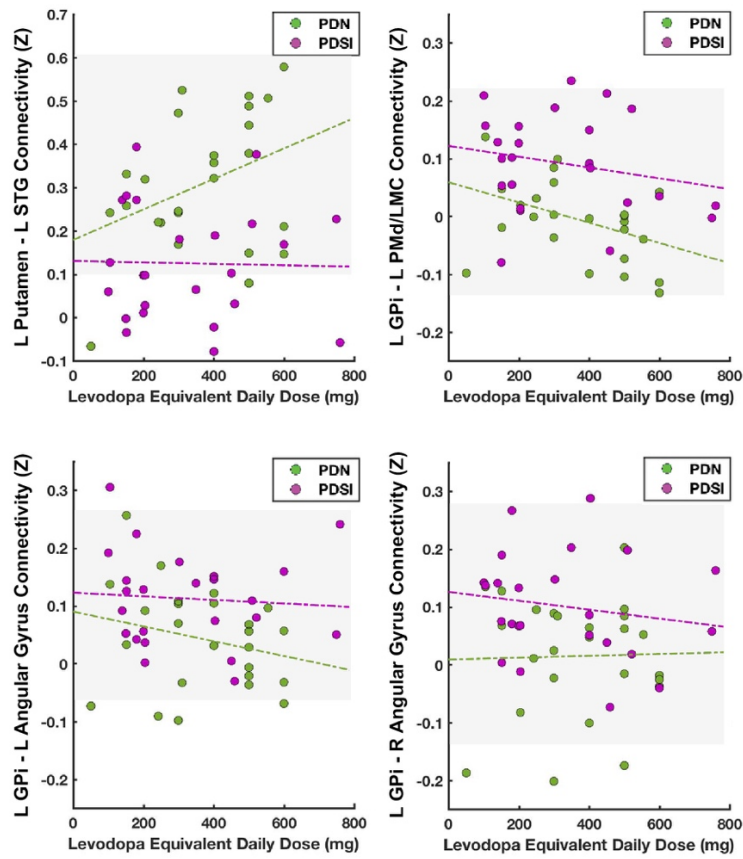 L Putamen - L STG Connectivity (Z)
0.7
0.6
0.5
0.4
0.3
0.2
0.1
0
-0.1
0
200
400
600
800
Levodopa Equivalent Daily Dose (mg)
PDN
PDSI
L GPi - L PMd/LMC Connectivity (Z)
0.3
0.2
0.1
0
-0.1
-0.2
0
200
400
600
800
Levodopa Equivalent Daily Dose (mg)
PDN
PDSI
L GPi - L Angular Gyrus Connectivity (Z)
0.3
0.2
0.1
0
-0.1
-0.2
0
200
400
600
800
Levodopa Equivalent Daily Dose (mg)
PDN
PDSI
L GPi - R Angular Gyrus Connectivity (Z)
0.3
0.2
0.1
0
-0.1
-0.2
0
200
400
600
800
Levodopa Equivalent Daily Dose (mg)
PDN
PDSI